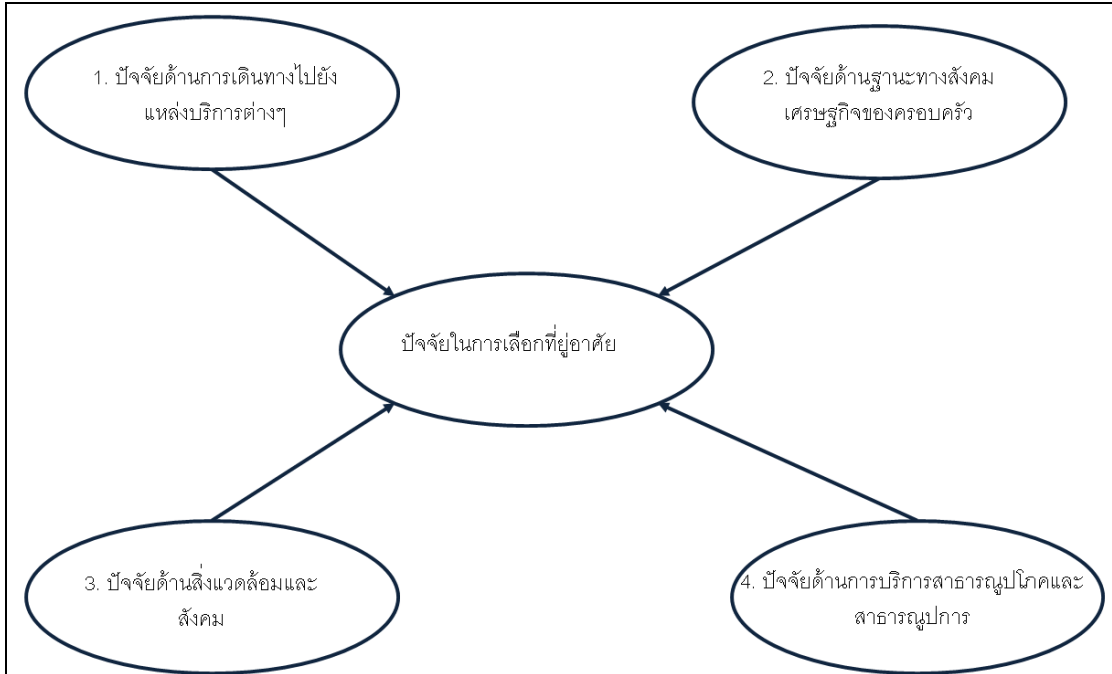 1. ปัจจัยด้านการเดินทางไปยัง
แหล่งบริการต่างๆ
2. ปัจจัยด้านฐานะทางสังคม
เศรษฐกิจของครอบครัว
ปัจจัยในการเลือกที่ยู่อาศัย
3. ปัจจัยด้านสิ่งแวดล้อมและ
สังคม
4. ปัจจัยด้านการบริการสาธารณูปโภคและ
สาธารณูปการ